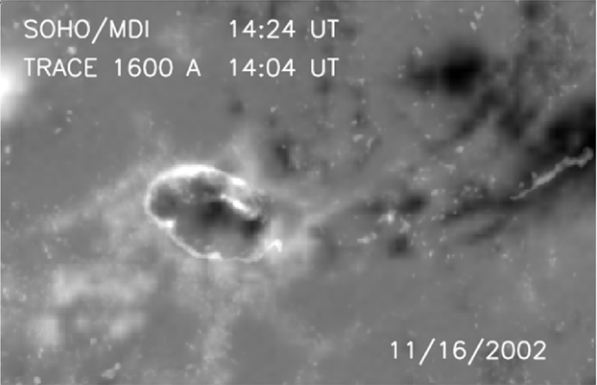 SOHO/MDI 14:24 UT
TRACE 1600 A 14:04 UT
11/16/2002